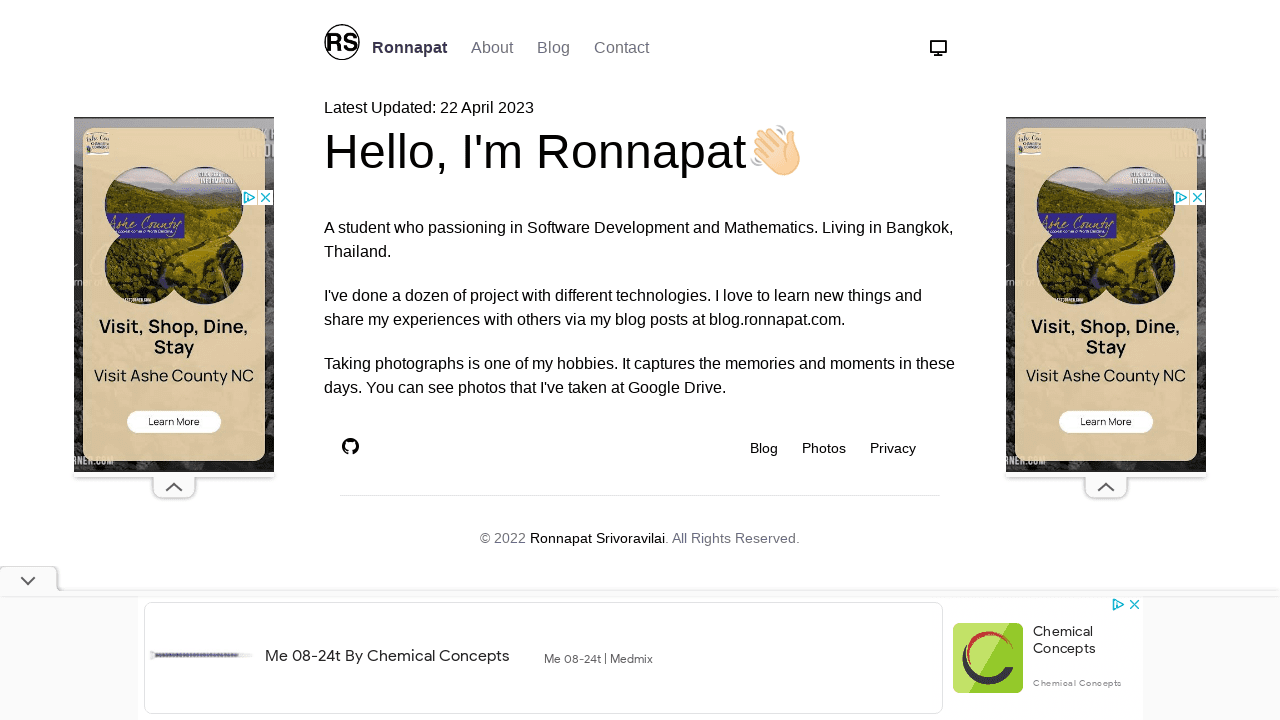 RS
Ronnapat
About
Blog
Contact
Latest Updated: 22 April 2023
Hello, I'm Ronnapat👋🏻
A student who passioning in Software Development and Mathematics. Living in Bangkok,
Thailand.
I've done a dozen of project with different technologies. I love to learn new things and
share my experiences with others via my blog posts at blog.ronnapat.com.
Taking photographs is one of my hobbies. It captures the memories and moments in these
days. You can see photos that I've taken at Google Drive.
Blog
Photos
Privacy
© 2022 Ronnapat Srivoravilai. All Rights Reserved.
Ashe County
Visit, Shop, Dine,
Stay
Visit Ashe County NC
Learn More
Ashe County
Visit, Shop, Dine,
Stay
Visit Ashe County NC
Learn More
Me 08-24t By Chemical Concepts
Me 08-24t | Medmix
Chemical
Concepts
Chemical Concepts